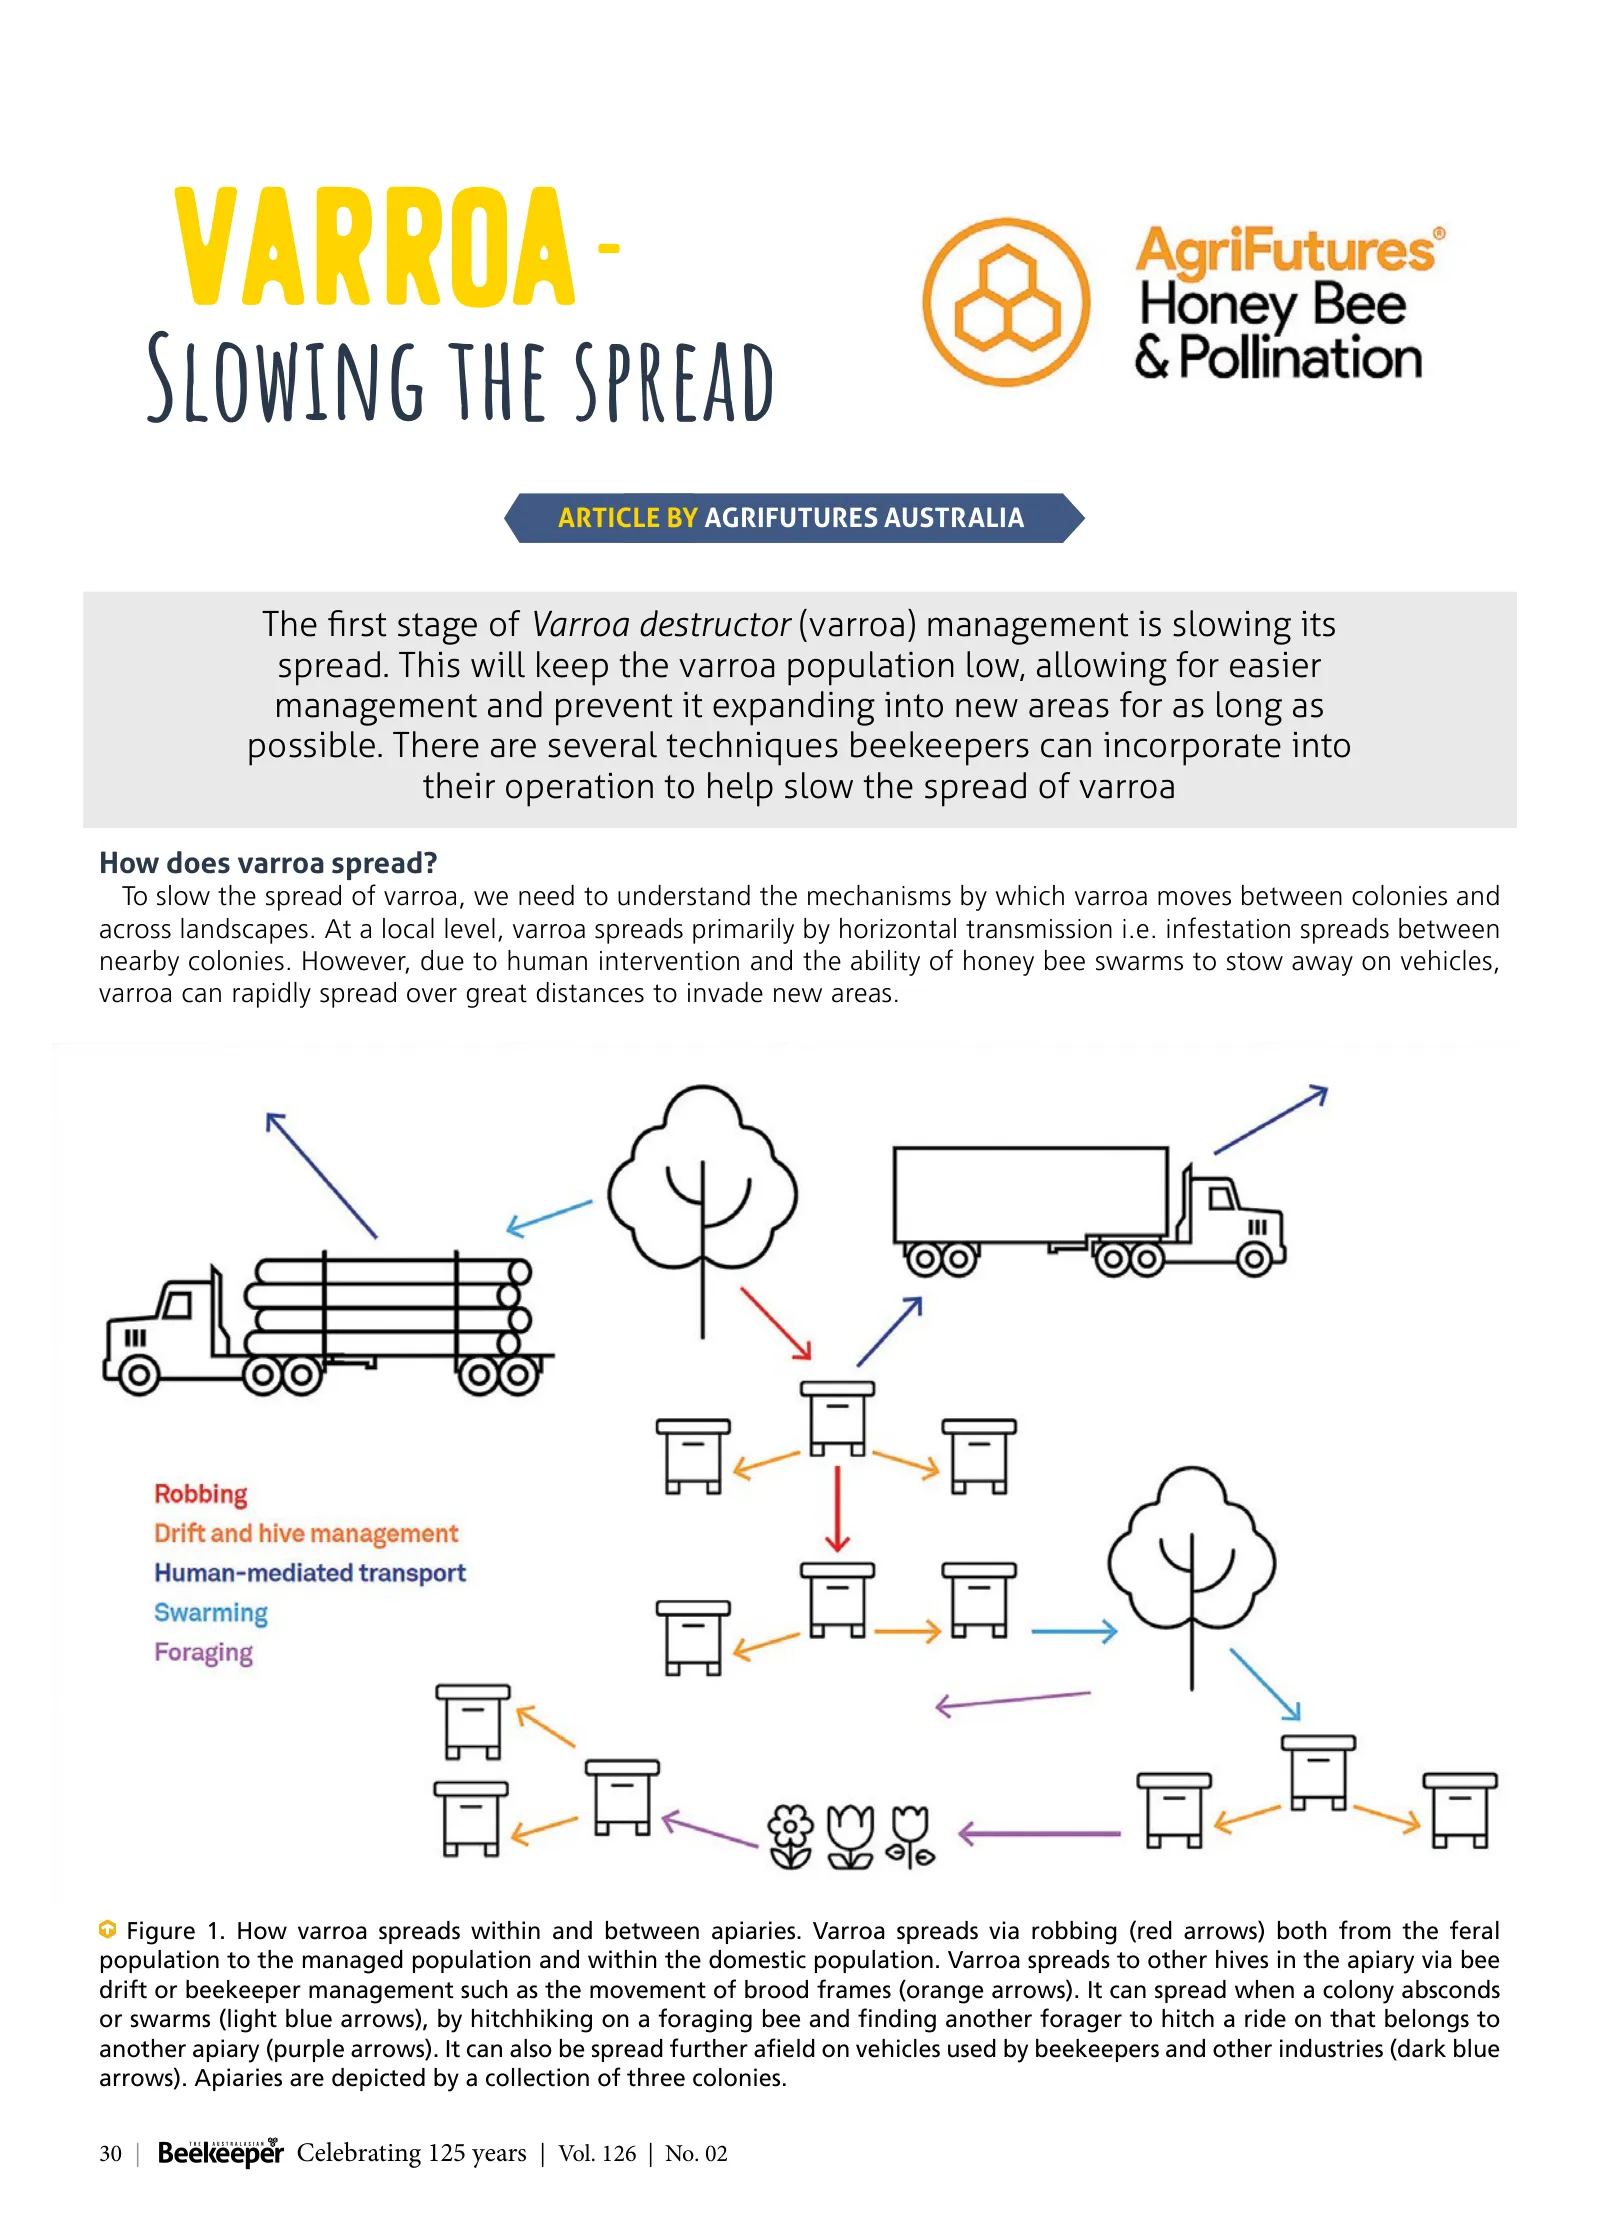 VARROA -
SLOWING THE SPREAD
AgriFutures®
Honey Bee
& Pollination
ARTICLE BY AGRIFUTURES AUSTRALIA
The first stage of Varroa destructor (varroa) management is slowing its
spread. This will keep the varroa population low, allowing for easier
management and prevent it expanding into new areas for as long as
possible. There are several techniques beekeepers can incorporate into
their operation to help slow the spread of varroa
How does varroa spread?
To slow the spread of varroa, we need to understand the mechanisms by which varroa moves between colonies and
across landscapes. At a local level, varroa spreads primarily by horizontal transmission i.e. infestation spreads between
nearby colonies. However, due to human intervention and the ability of honey bee swarms to stow away on vehicles,
varroa can rapidly spread over great distances to invade new areas.
Robbing
Drift and hive management
Human-mediated transport
Swarming
Foraging
Figure 1. How varroa spreads within and between apiaries. Varroa spreads via robbing (red arrows) both from the feral
population to the managed population and within the domestic population. Varroa spreads to other hives in the apiary via bee
drift or beekeeper management such as the movement of brood frames (orange arrows). It can spread when a colony absconds
or swarms (light blue arrows), by hitchhiking on a foraging bee and finding another forager to hitch a ride on that belongs to
another apiary (purple arrows). It can also be spread further afield on vehicles used by beekeepers and other industries (dark blue
arrows). Apiaries are depicted by a collection of three colonies.
30 | THE AUSTRALASIAN Beekeeper Celebrating 125 years | Vol. 126 | No. 02